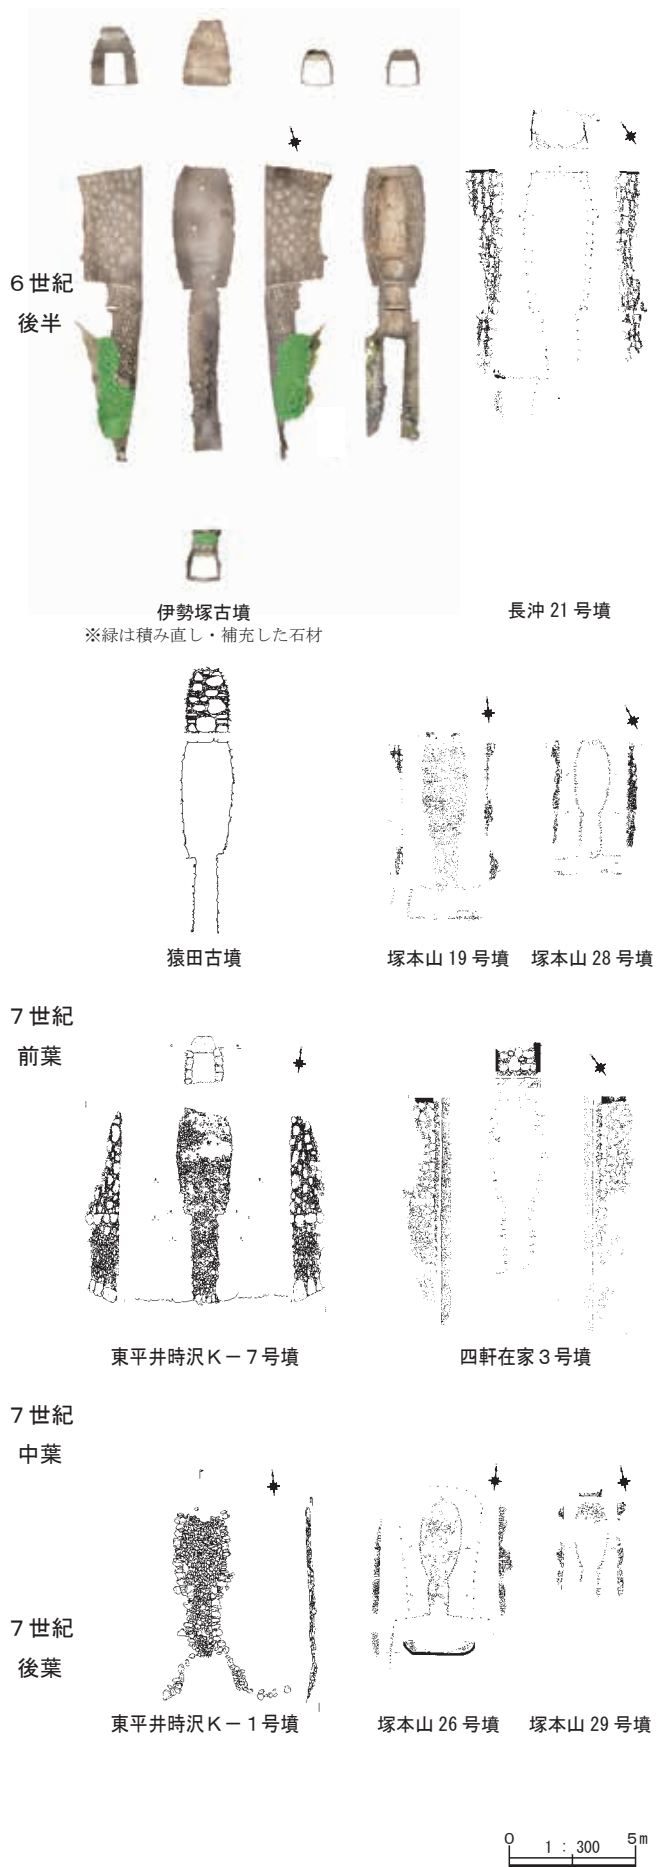 6世紀
後半
伊勢塚古墳
※緑は積み直し・補充した石材
長沖 21 号墳
猿田古墳
塚本山 19 号墳
塚本山 28 号墳
7世紀
前葉
東平井時沢K－7号墳
四軒在家3号墳
7世紀
中葉
7世紀
後葉
東平井時沢K－1号墳
塚本山 26 号墳
塚本山 29 号墳
0 1 : 300 5m